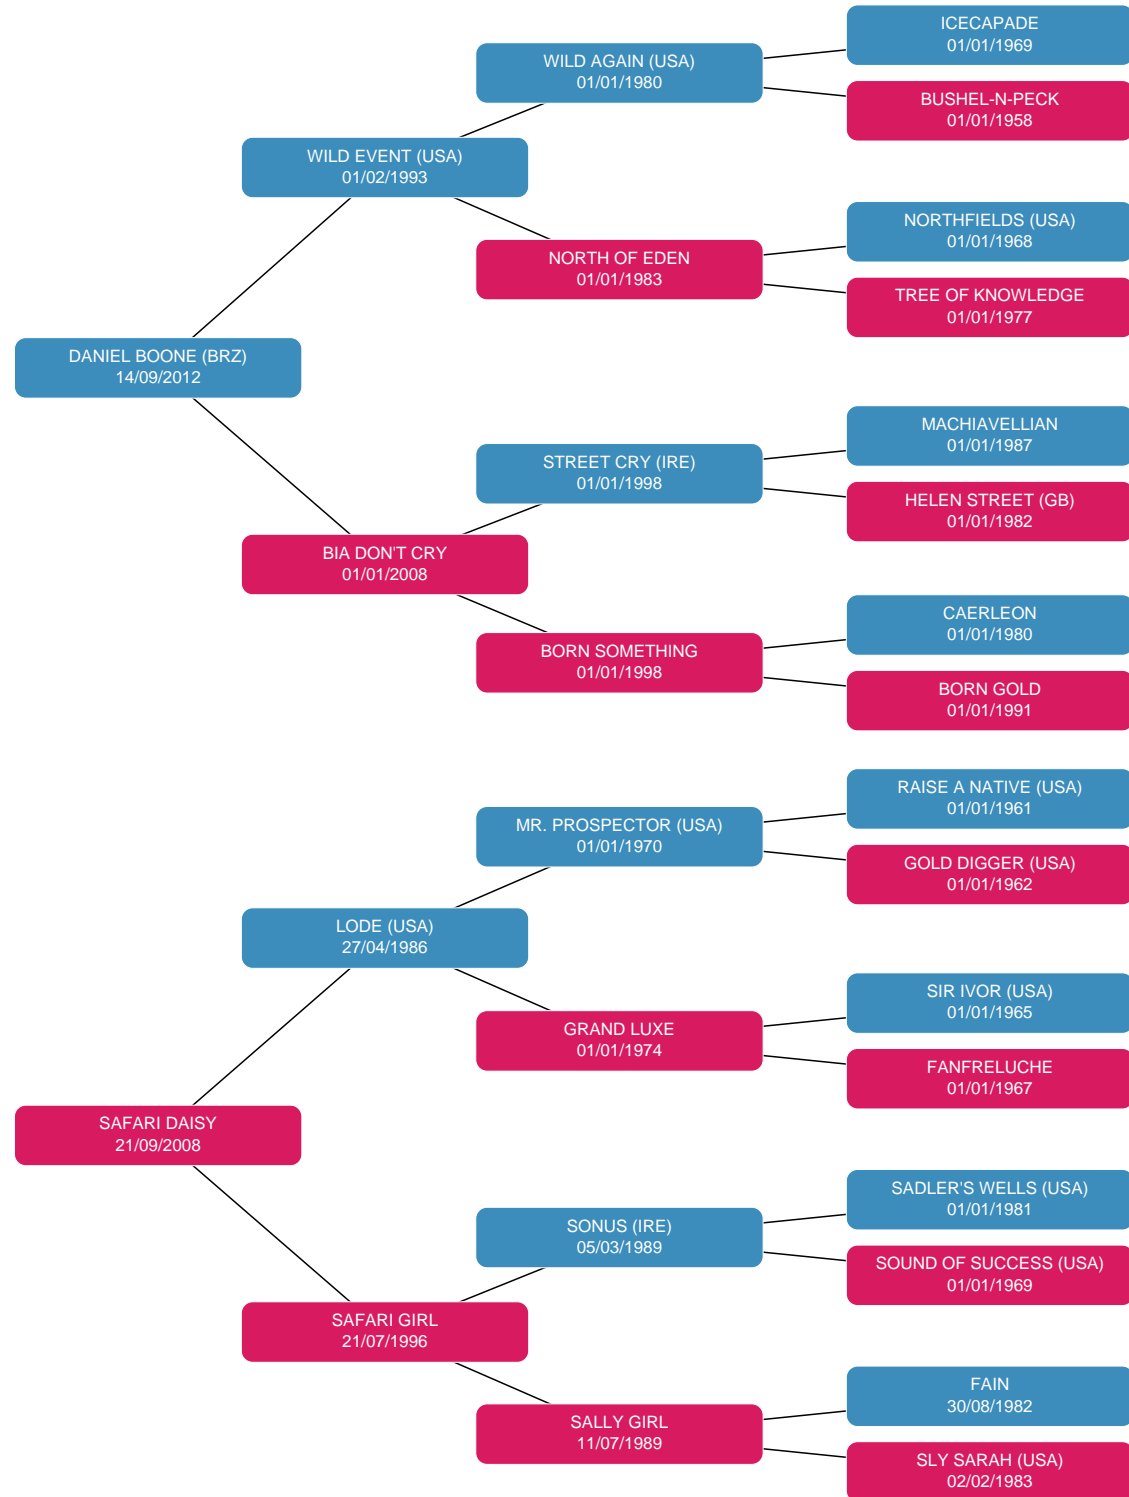 ICECAPADE
01/01/1969
WILD AGAIN (USA)
01/01/1980
BUSHEL-N-PECK
01/01/1958
WILD EVENT (USA)
01/02/1993
NORTHFIELDS (USA)
01/01/1968
NORTH OF EDEN
01/01/1983
TREE OF KNOWLEDGE
01/01/1977
DANIEL BOONE (BRZ)
14/09/2012
MACHIAVELLIAN
01/01/1987
STREET CRY (IRE)
01/01/1998
HELEN STREET (GB)
01/01/1982
BIA DON'T CRY
01/01/2008
CAERLEON
01/01/1980
BORN SOMETHING
01/01/1998
BORN GOLD
01/01/1991
RAISE A NATIVE (USA)
01/01/1961
MR. PROSPECTOR (USA)
01/01/1970
GOLD DIGGER (USA)
01/01/1962
LODE (USA)
27/04/1986
SIR IVOR (USA)
01/01/1965
GRAND LUXE
01/01/1974
FANFRELUCHE
01/01/1967
SAFARI DAISY
21/09/2008
SADLER'S WELLS (USA)
01/01/1981
SONUS (IRE)
05/03/1989
SOUND OF SUCCESS (USA)
01/01/1969
SAFARI GIRL
21/07/1996
FAIN
30/08/1982
SALLY GIRL
11/07/1989
SLY SARAH (USA)
02/02/1983